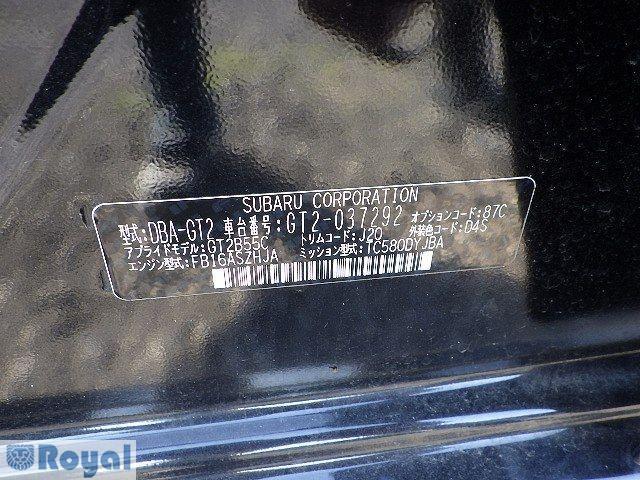 SUBARU CORPORATION
型式:DBA-GT2 車台番号:GT2-037292 オプションコード:87C
アプライドモデル:GT2B55C トリムコード:J20 外装色コード:D4S
エンジン型式:FB16ASZHJA ミッション型式:TC580DYJBA
Royal